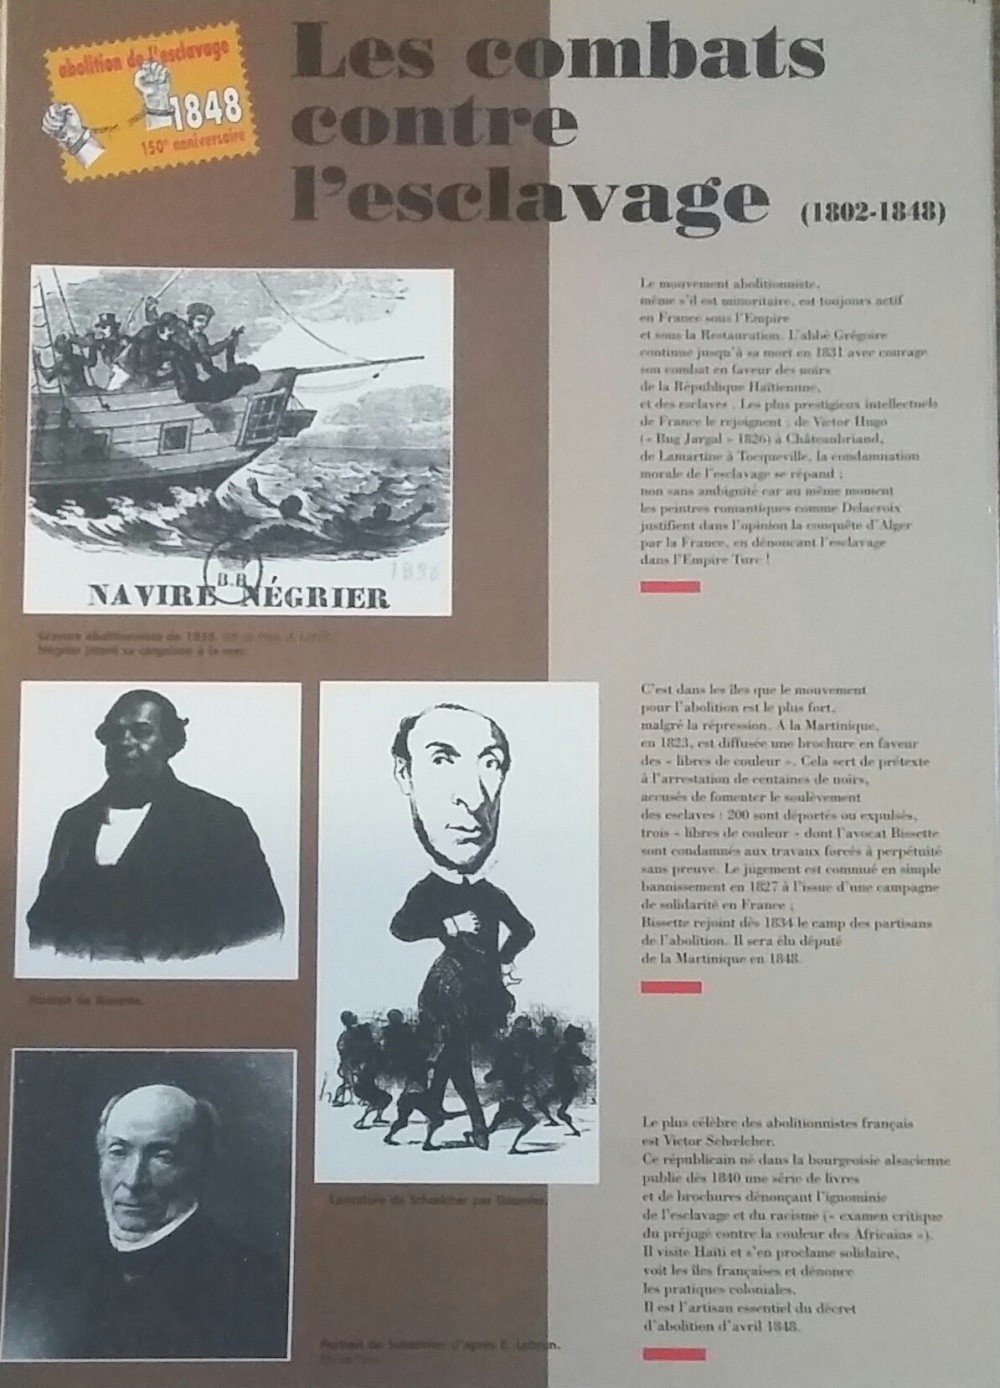 abolition de l'esclavage
1848
150e anniversaire
Les combats
contre
l'esclavage (1802-1848)
B.R
1836
NAVIRE NÉGRIER
Gravure abolitionniste de 1836.
Négrier jetant sa cargaison à la mer.
Le mouvement abolitionniste,
même s'il est minoritaire, est toujours actif
en France sous l'Empire
et sous la Restauration. L'abbé Grégoire
continue jusqu'à sa mort en 1831 avec courage
son combat en faveur des noirs
de la République Haïtienne,
et des esclaves . Les plus prestigieux intellectuels
de France le rejoignent : de Victor Hugo
(« Bug Jargal » 1826) à Châteaubriand,
de Lamartine à Tocqueville, la condamnation
morale de l'esclavage se répand ;
non sans ambiguïté car au même moment
les peintres romantiques comme Delacroix
justifient dans l'opinion la conquête d'Alger
par la France, en dénoncant l'esclavage
dans l'Empire Turc !
C'est dans les îles que le mouvement
pour l'abolition est le plus fort,
malgré la répression. A la Martinique,
en 1823, est diffusée une brochure en faveur
des « libres de couleur ». Cela sert de prétexte
à l'arrestation de centaines de noirs,
accusés de fomenter le soulèvement
des esclaves : 200 sont déportés ou expulsés,
trois « libres de couleur » dont l'avocat Bissette
sont condamnés aux travaux forcés à perpétuité
sans preuve. Le jugement est commué en simple
bannissement en 1827 à l'issue d'une campagne
de solidarité en France ;
Bissette rejoint dès 1834 le camp des partisans
de l'abolition. Il sera élu député
de la Martinique en 1848.
Portrait de Bissette.
Caricature de Schœlcher par Daumier.
Le plus célèbre des abolitionnistes français
est Victor Schœlcher.
Ce républicain né dans la bourgeoisie alsacienne
publie dès 1840 une série de livres
et de brochures dénonçant l'ignominie
de l'esclavage et du racisme (« examen critique
du préjugé contre la couleur des Africains »).
Il visite Haïti et s'en proclame solidaire,
voit les îles françaises et dénonce
les pratiques coloniales.
Il est l'artisan essentiel du décret
d'abolition d'avril 1848.
Portrait de Schœlcher d'après E. Lebrun.